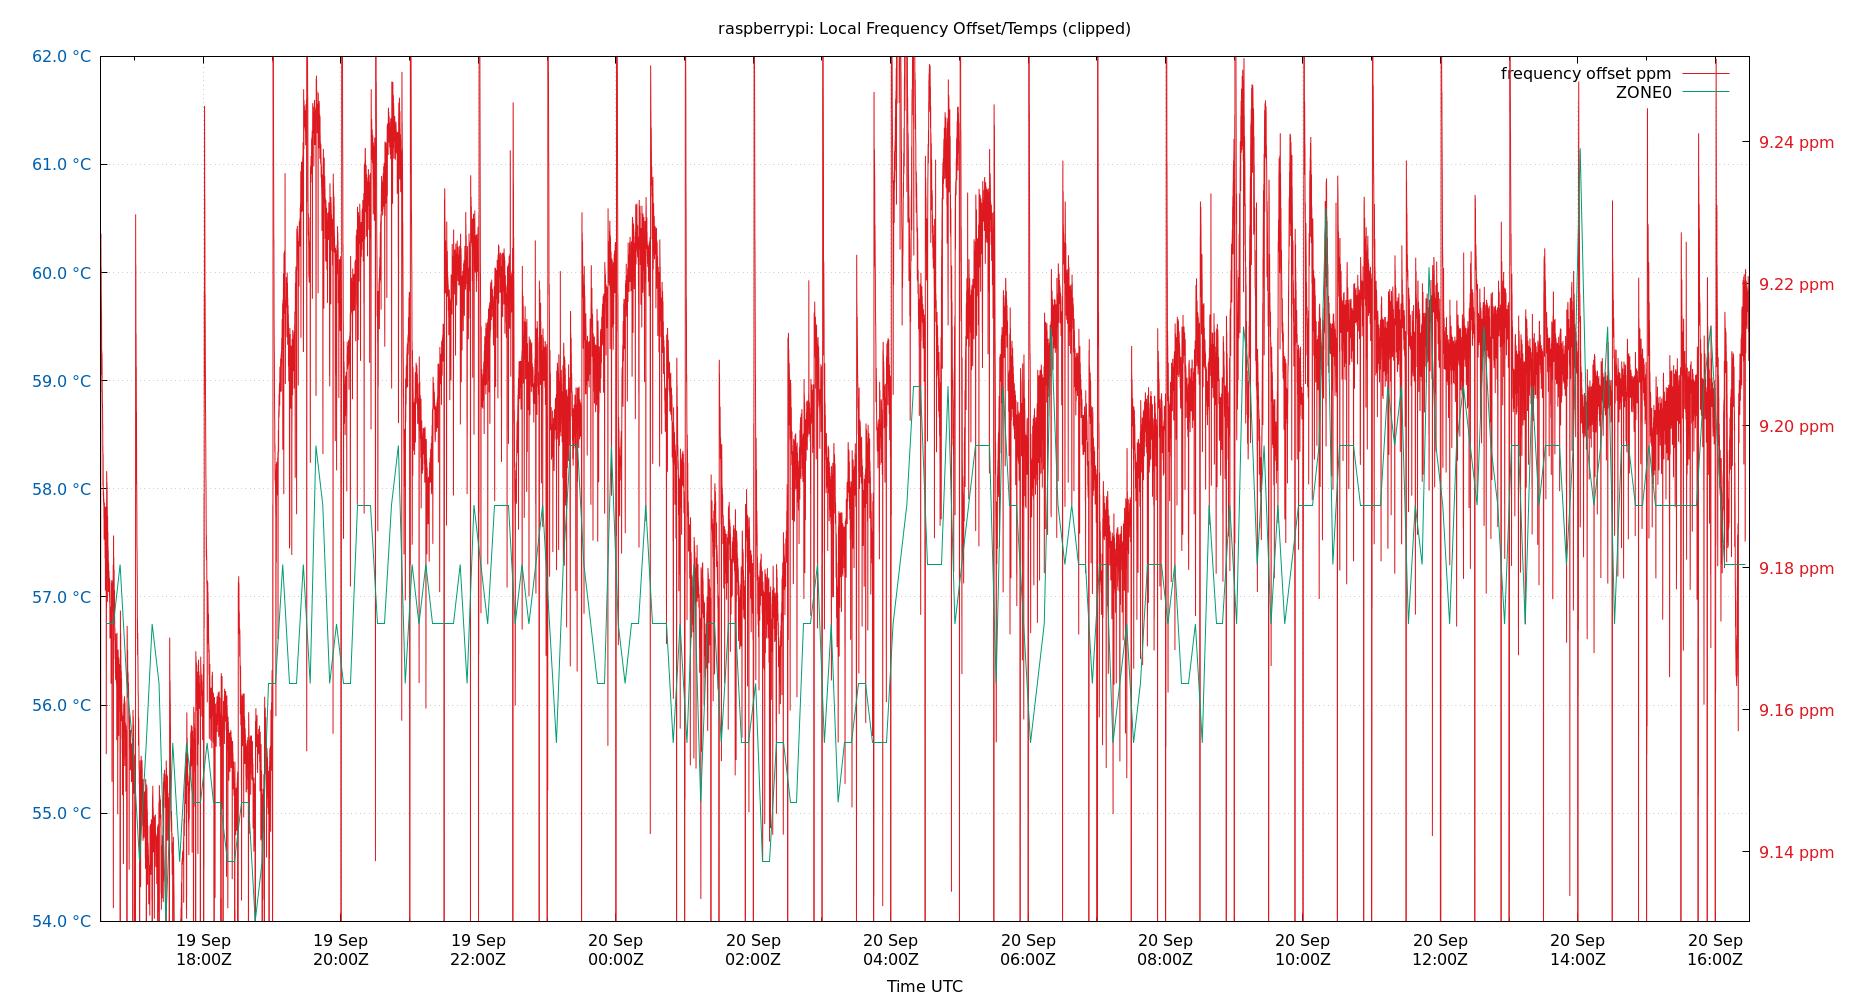 raspberrypi: Local Frequency Offset/Temps (clipped)
frequency offset ppm
ZONE0
62.0 °C
61.0 °C
60.0 °C
59.0 °C
58.0 °C
57.0 °C
56.0 °C
55.0 °C
54.0 °C
9.24 ppm
9.22 ppm
9.20 ppm
9.18 ppm
9.16 ppm
9.14 ppm
19 Sep 19 Sep 19 Sep 20 Sep 20 Sep 20 Sep 20 Sep 20 Sep 20 Sep 20 Sep 20 Sep 20 Sep
18:00Z 20:00Z 22:00Z 00:00Z 02:00Z 04:00Z 06:00Z 08:00Z 10:00Z 12:00Z 14:00Z 16:00Z
Time UTC